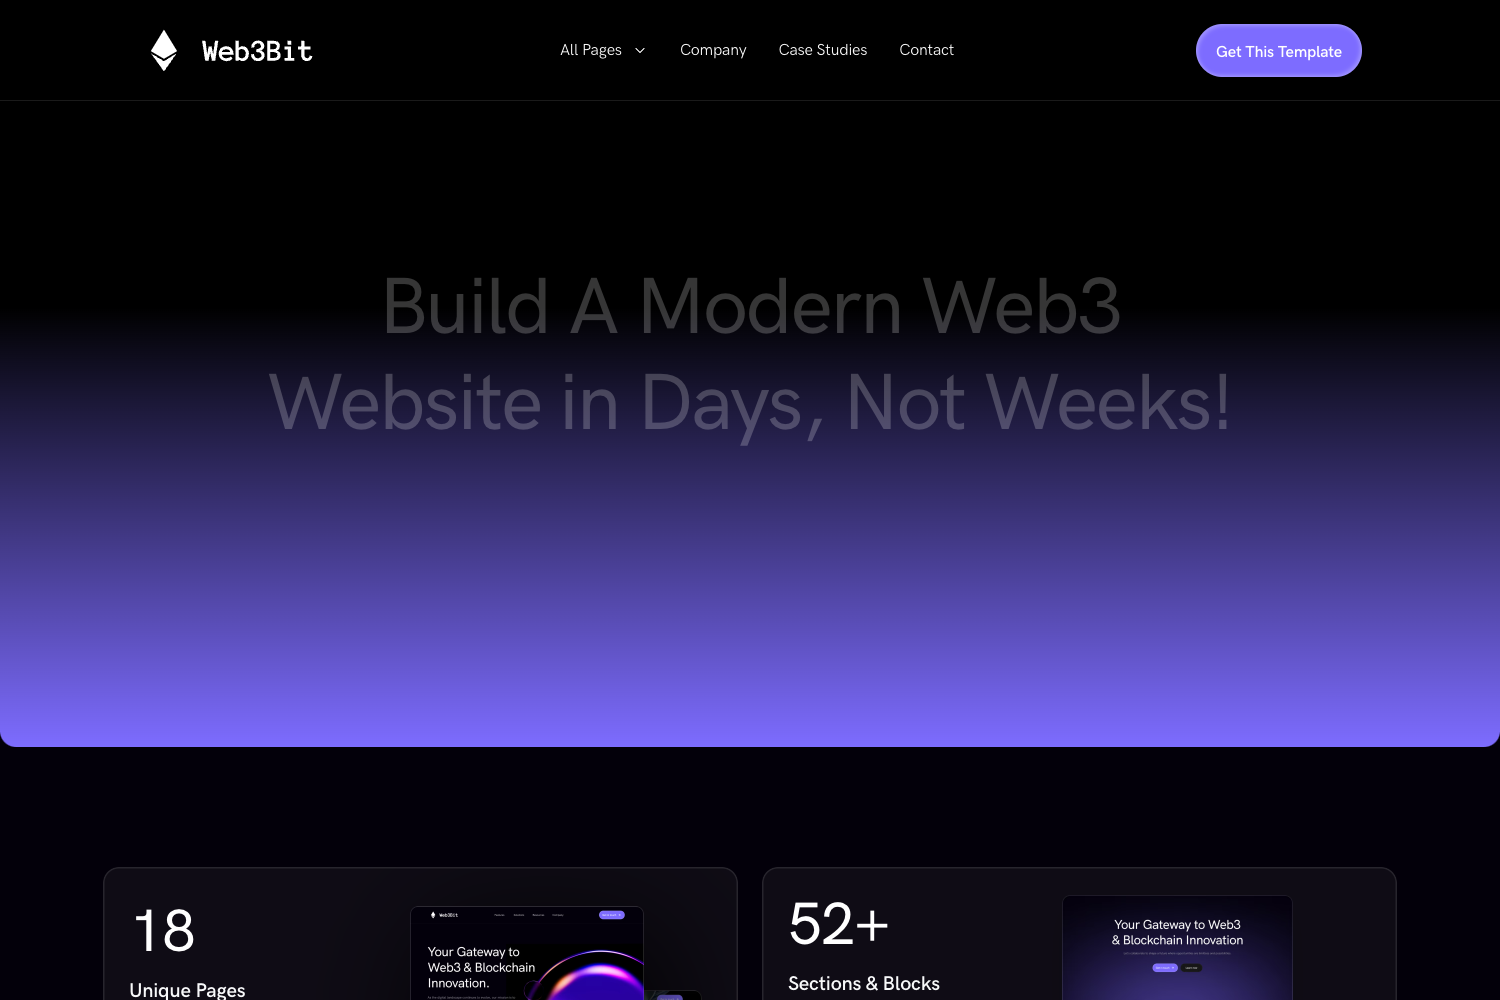 Web3Bit
All Pages
Company
Case Studies
Contact
Get This Template
Build A Modern Web3
Website in Days, Not Weeks!
18
Unique Pages
Web3Bit
Your Gateway to
Web3 & Blockchain
Innovation.
52+
Sections & Blocks
Your Gateway to Web3
& Blockchain Innovation